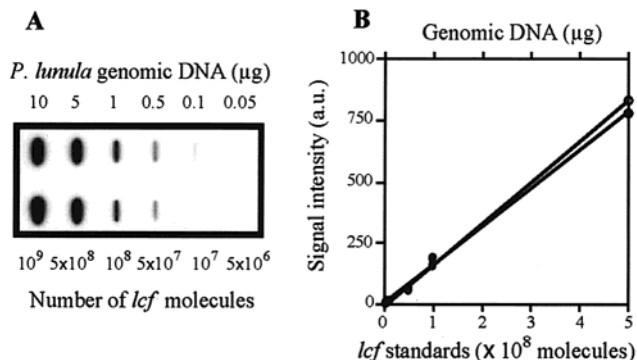 A
P. lunula genomic DNA (µg)
10 5 1 0.5 0.1 0.05
10⁹ 5x10⁸ 10⁸ 5x10⁷ 10⁷ 5x10⁶
Number of lcf molecules
B
Genomic DNA (µg)
0 1 2 3 4 5
1000
750
500
250
0
Signal intensity (a.u.)
0 1 2 3 4 5
lcf standards (x 10⁸ molecules)